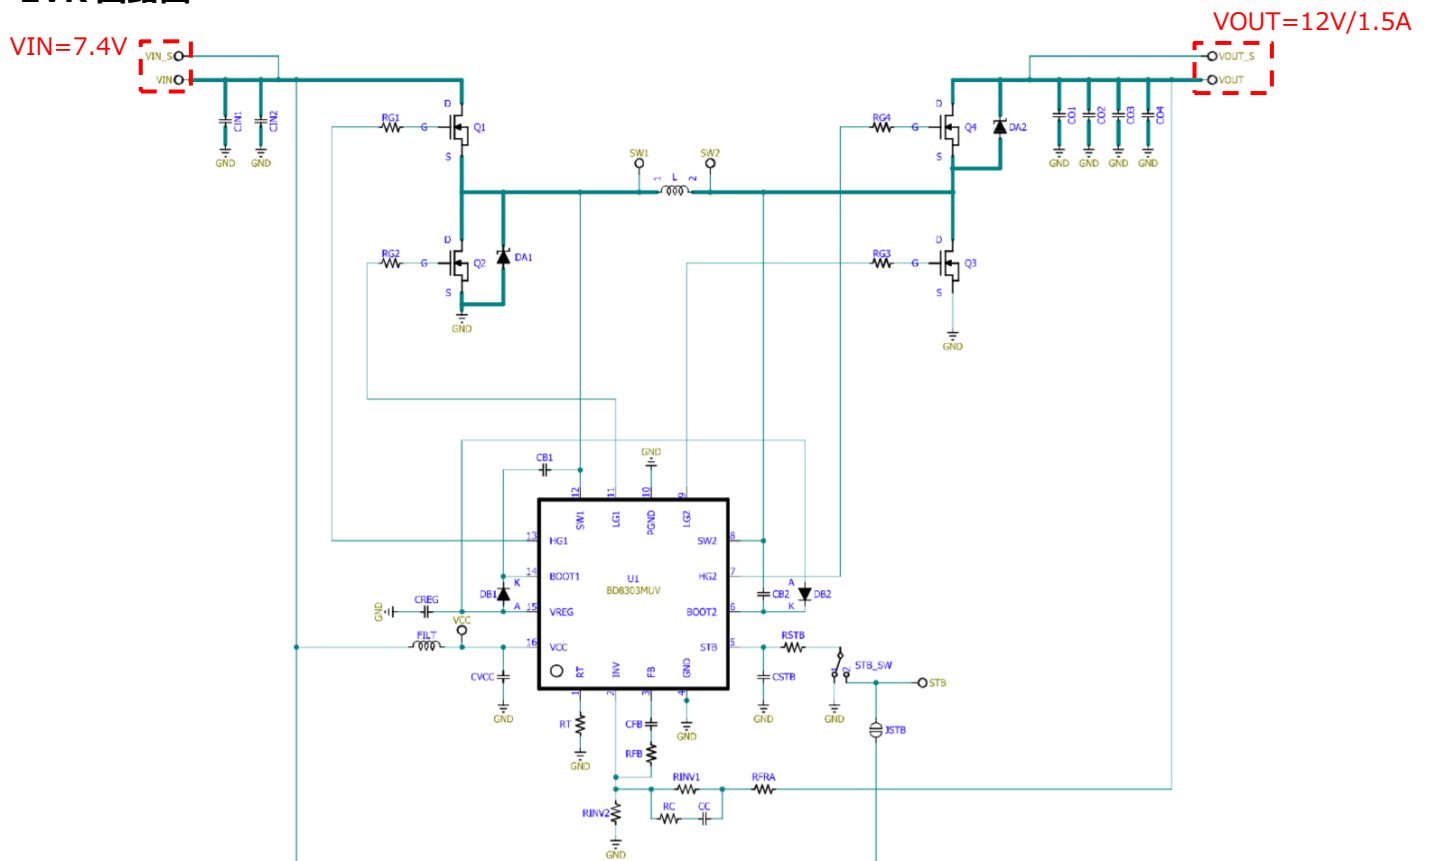 VOUT=12V/1.5A
VIN=7.4V
VIN_S
VOUT_S
VIN
VOUT
D
D
RG1
G
Q1
RG4
G
Q4
DA2
CIN1
CIN2
CO1
CO2
CO3
CO4
S
S
GND
GND
GND
GND
GND
GND
SW1
SW2
1
L
2
D
D
RG2
G
Q2
DA1
RG3
G
Q3
S
S
GND
GND
CB1
GND
12
11
10
9
SW1
LG1
PGND
LG2
13
HG1
SW2
8
14
BOOT1
HG2
7
U1
BD8303MUV
K
DB1
A
A
CB2
DB2
K
CREG
GND
15
VREG
BOOT2
6
VCC
FILT
16
VCC
STB
5
RSTB
STB_SW
1
2
CVCC
RT
INV
FB
GND
CSTB
STB
1
2
3
4
GND
RT
CFB
GND
GND
GND
JSTB
RFB
GND
RINV1
RFRA
RINV2
RC
CC
GND